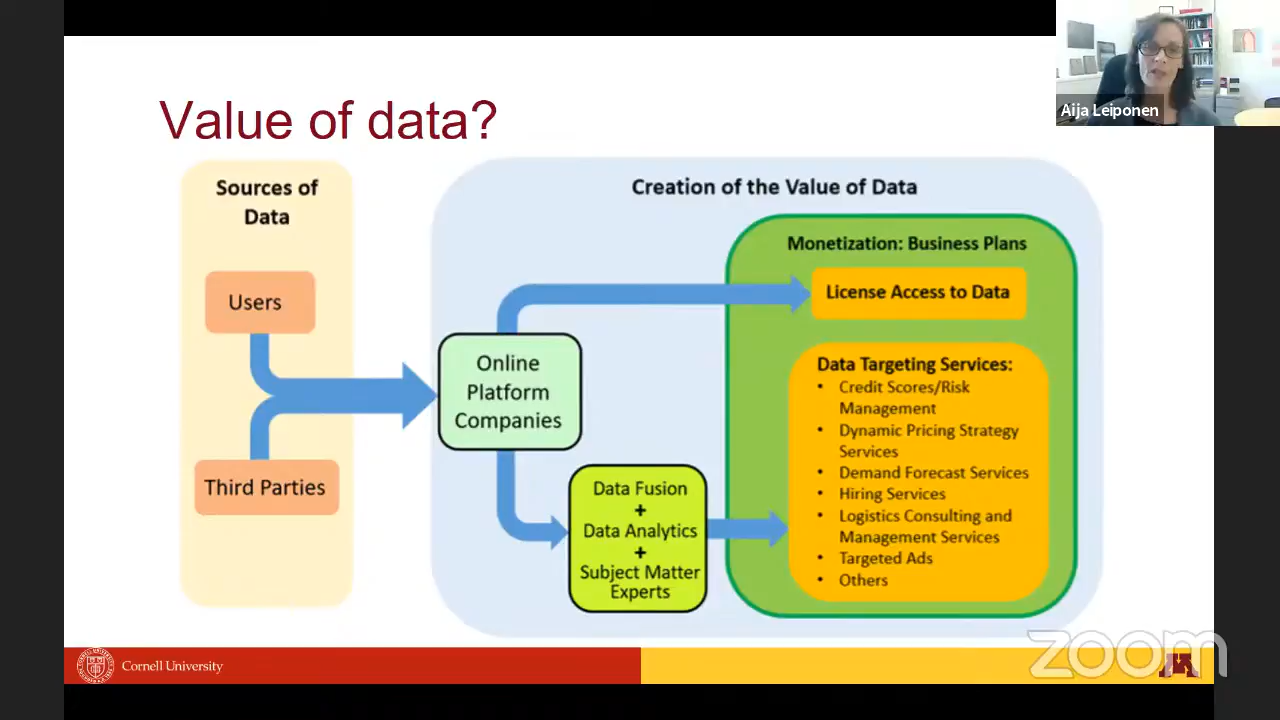 Aija Leiponen
Value of data?
Sources of
Data
Users
Third Parties
Creation of the Value of Data
Online
Platform
Companies
Data Fusion
+
Data Analytics
+
Subject Matter
Experts
Monetization: Business Plans
License Access to Data
Data Targeting Services:
• Credit Scores/Risk
Management
• Dynamic Pricing Strategy
Services
• Demand Forecast Services
• Hiring Services
• Logistics Consulting and
Management Services
• Targeted Ads
• Others
Cornell University
zoom
M